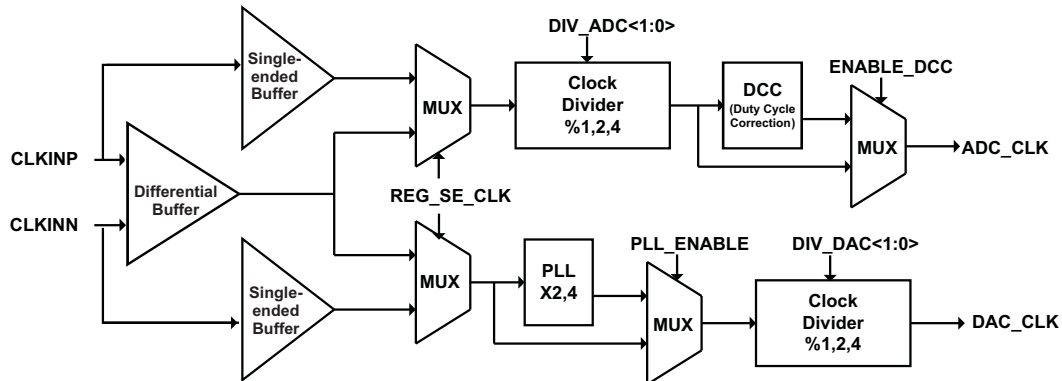 DIV_ADC<1:0>
Single-
ended
Buffer
ENABLE_DCC
MUX
Clock
Divider
%1,2,4
DCC
(Duty Cycle
Correction)
MUX
ADC_CLK
CLKINP
Differential
Buffer
REG_SE_CLK
CLKINN
PLL_ENABLE
DIV_DAC<1:0>
MUX
PLL
X2,4
Single-
ended
Buffer
MUX
Clock
Divider
%1,2,4
DAC_CLK